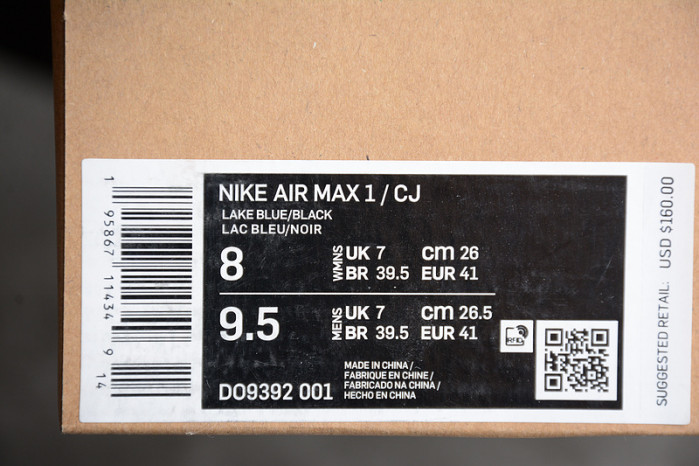 NIKE AIR MAX 1 / CJ
LAKE BLUE/BLACK
LAC BLEU/NOIR
8
WMNS
UK 7 cm 26
BR 39.5 EUR 41
9.5
MENS
UK 7 cm 26.5
BR 39.5 EUR 41
RFID
DO9392 001
MADE IN CHINA /
FABRIQUE EN CHINE /
FABRICADO NA CHINA /
HECHO EN CHINA
1 95867 11434 9 14
SUGGESTED RETAIL: USD $160.00